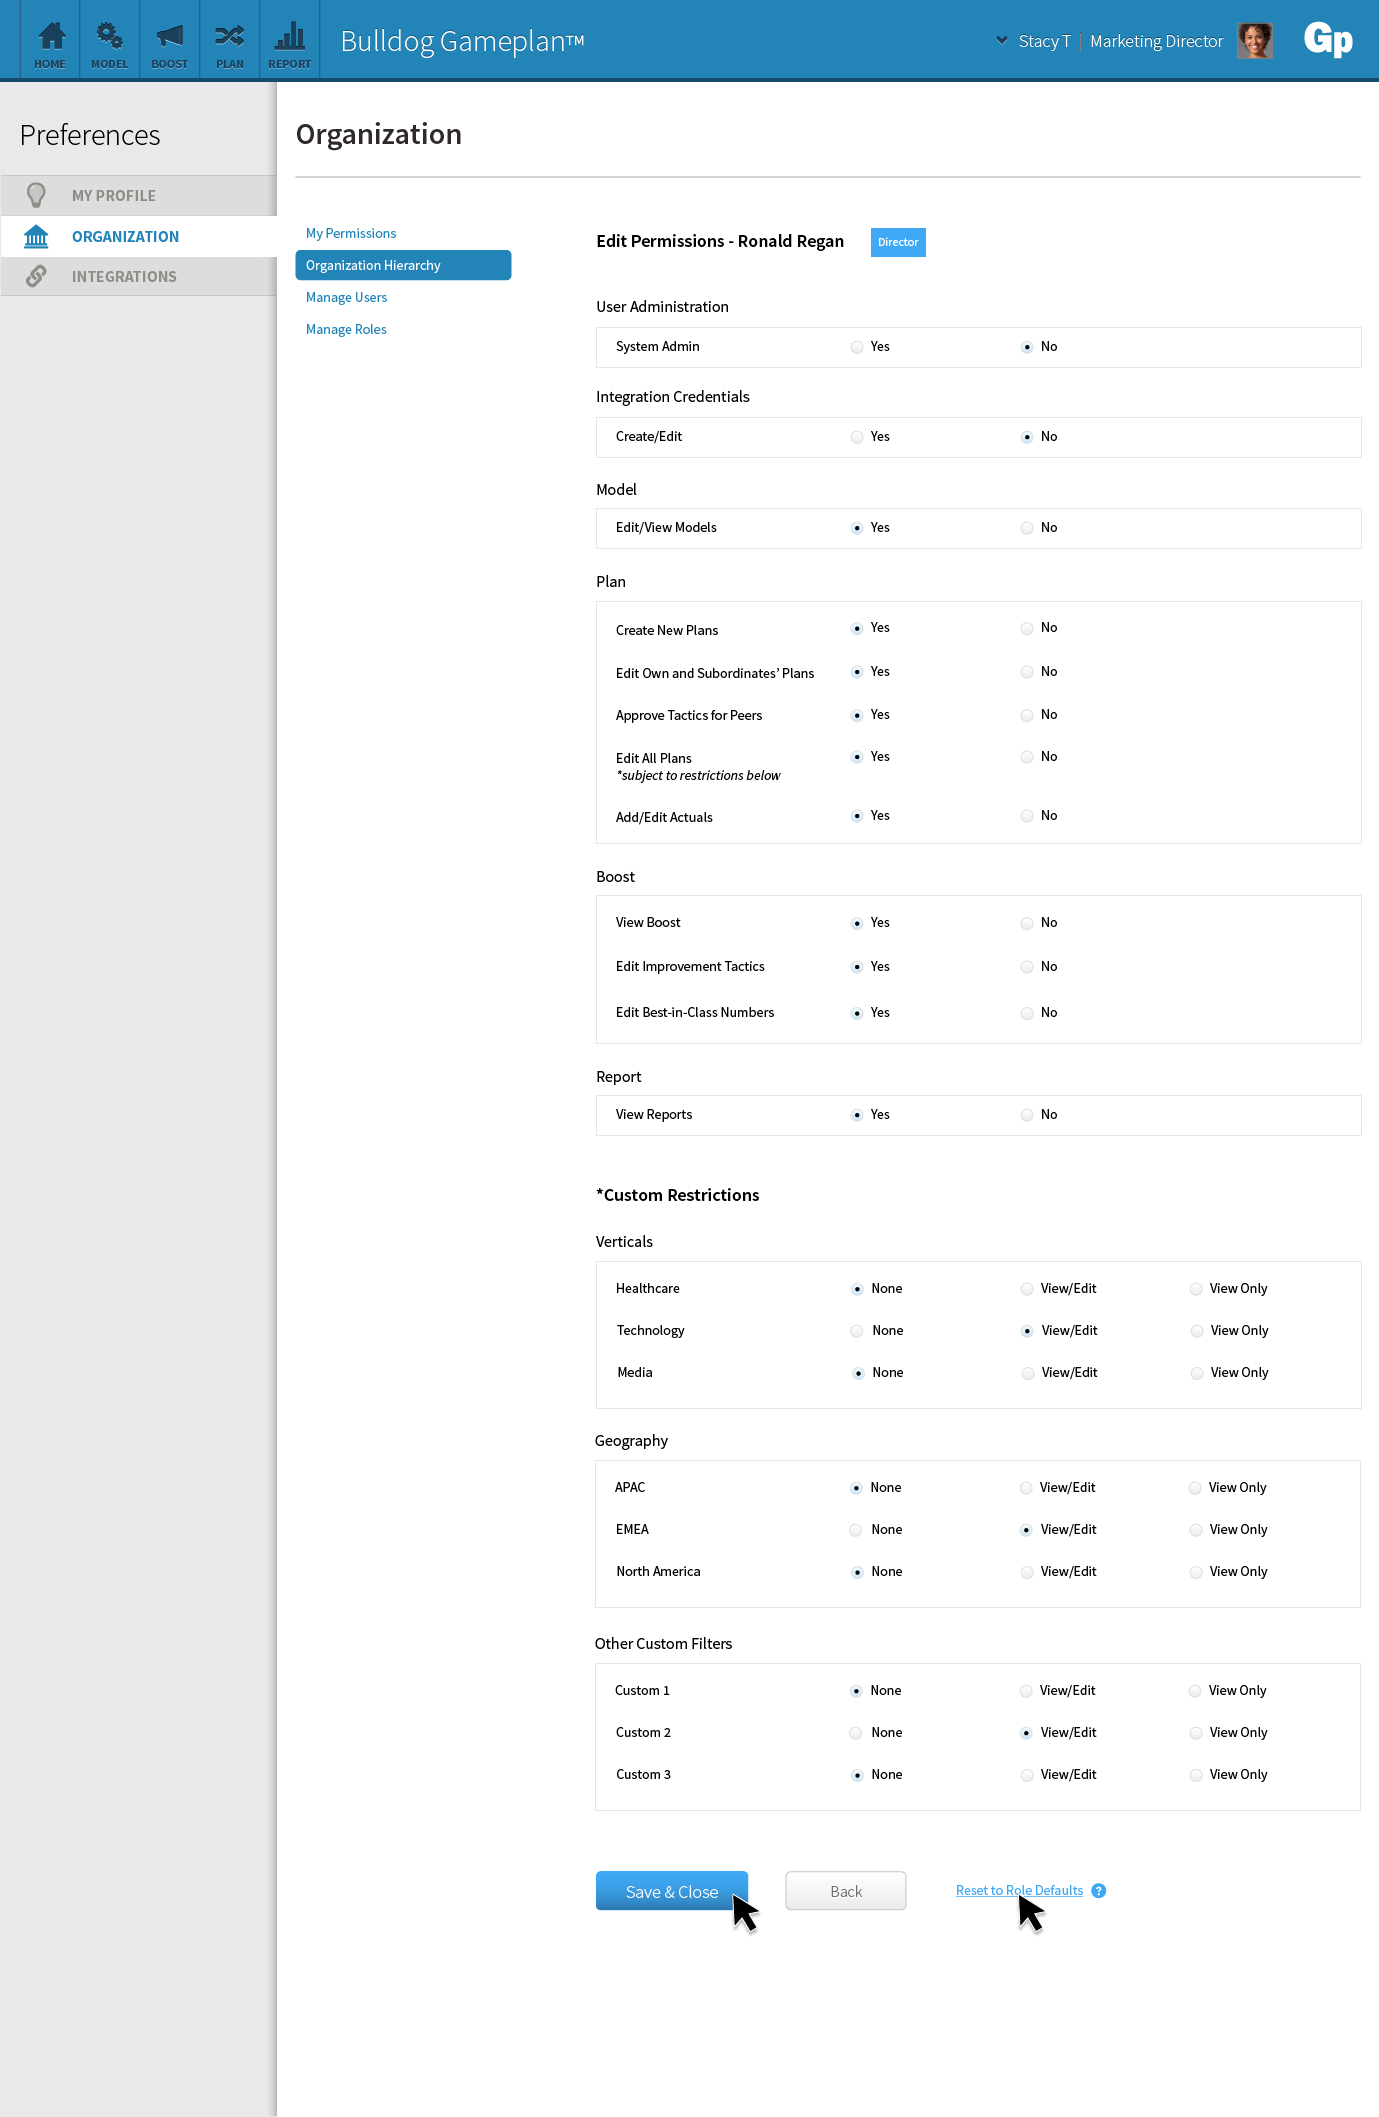 HOME
MODEL
BOOST
PLAN
REPORT
Bulldog Gameplan™
Stacy T | Marketing Director
Gp
Preferences
MY PROFILE
ORGANIZATION
INTEGRATIONS
Organization
My Permissions
Organization Hierarchy
Manage Users
Manage Roles
Edit Permissions - Ronald Regan
Director
User Administration
System Admin Yes No
Integration Credentials
Create/Edit Yes No
Model
Edit/View Models Yes No
Plan
Create New Plans Yes No
Edit Own and Subordinates’ Plans Yes No
Approve Tactics for Peers Yes No
Edit All Plans Yes No
*subject to restrictions below
Add/Edit Actuals Yes No
Boost
View Boost Yes No
Edit Improvement Tactics Yes No
Edit Best-in-Class Numbers Yes No
Report
View Reports Yes No
*Custom Restrictions
Verticals
Healthcare None View/Edit View Only
Technology None View/Edit View Only
Media None View/Edit View Only
Geography
APAC None View/Edit View Only
EMEA None View/Edit View Only
North America None View/Edit View Only
Other Custom Filters
Custom 1 None View/Edit View Only
Custom 2 None View/Edit View Only
Custom 3 None View/Edit View Only
Save & Close
Back
Reset to Role Defaults ?